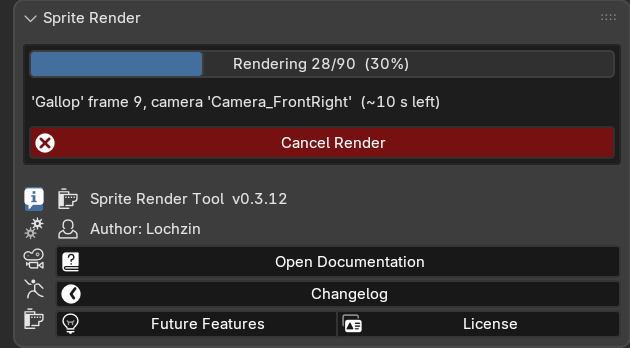 Sprite Render
Rendering 28/90 (30%)
'Gallop' frame 9, camera 'Camera_FrontRight' (~10 s left)
Cancel Render
Sprite Render Tool v0.3.12
Author: Lochzin
Open Documentation
Changelog
Future Features License